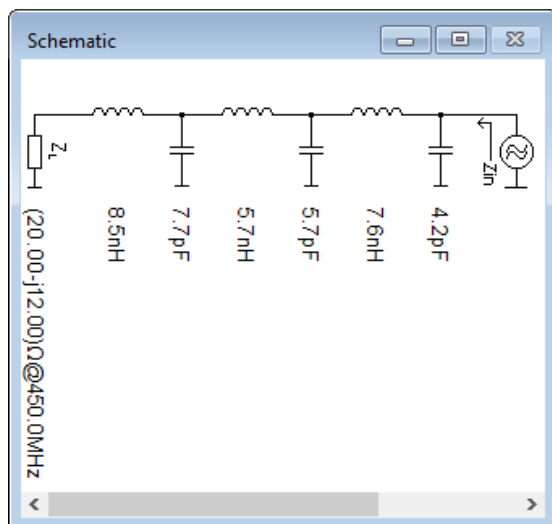 Schematic
Z_L
Zin
(20.00-j12.00)Ω@450.0MHz
8.5nH
7.7pF
5.7nH
5.7pF
7.6nH
4.2pF